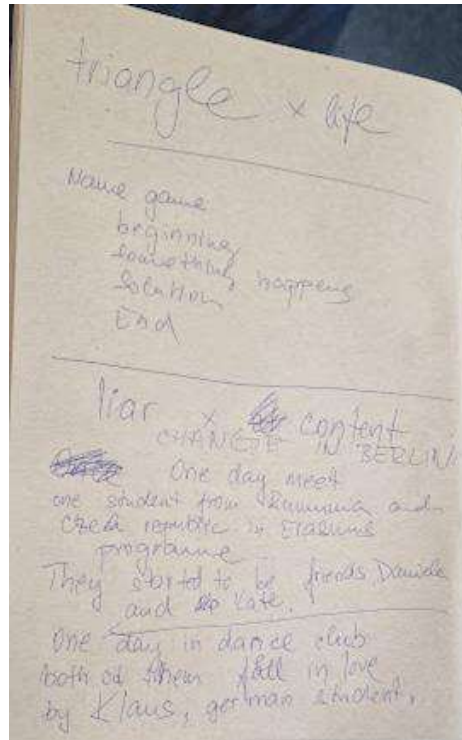 triangle x life
Name game
beginning
something happens
Solution
End
liar x content
CHANGE IN BERLIN
One day meet
one student from and
Czech republic in Erasmus
programme
They started to be friends Daniela
and Kate.
One day in dance club
both of them fall in love
by Klaus, german student.